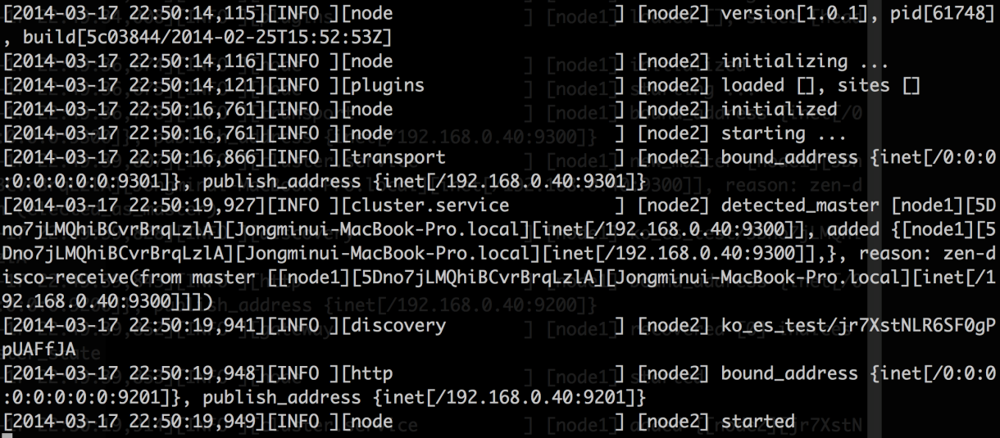 [2014-03-17 22:50:14,115][INFO ][node                     ] [node2] version[1.0.1], pid[61748]
, build[5c03844/2014-02-25T15:52:53Z]
[2014-03-17 22:50:14,116][INFO ][node                     ] [node2] initializing ...
[2014-03-17 22:50:14,121][INFO ][plugins                  ] [node2] loaded [], sites []
[2014-03-17 22:50:16,761][INFO ][node                     ] [node2] initialized
[2014-03-17 22:50:16,761][INFO ][node                     ] [node2] starting ...
[2014-03-17 22:50:16,866][INFO ][transport                ] [node2] bound_address {inet[/0:0:0
:0:0:0:0:0:9301]}, publish_address {inet[/192.168.0.40:9301]}
[2014-03-17 22:50:19,927][INFO ][cluster.service          ] [node2] detected_master [node1][5D
no7jLMQhiBCvrBrqLzlA][Jongminui-MacBook-Pro.local][inet[/192.168.0.40:9300]], added {[node1][5
Dno7jLMQhiBCvrBrqLzlA][Jongminui-MacBook-Pro.local][inet[/192.168.0.40:9300]],}, reason: zen-d
isco-receive(from master [[node1][5Dno7jLMQhiBCvrBrqLzlA][Jongminui-MacBook-Pro.local][inet[/1
92.168.0.40:9300]]])
[2014-03-17 22:50:19,941][INFO ][discovery                ] [node2] ko_es_test/jr7XstNLR6SF0gP
pUAFfJA
[2014-03-17 22:50:19,948][INFO ][http                     ] [node2] bound_address {inet[/0:0:0
:0:0:0:0:0:9201]}, publish_address {inet[/192.168.0.40:9201]}
[2014-03-17 22:50:19,949][INFO ][node                     ] [node2] started